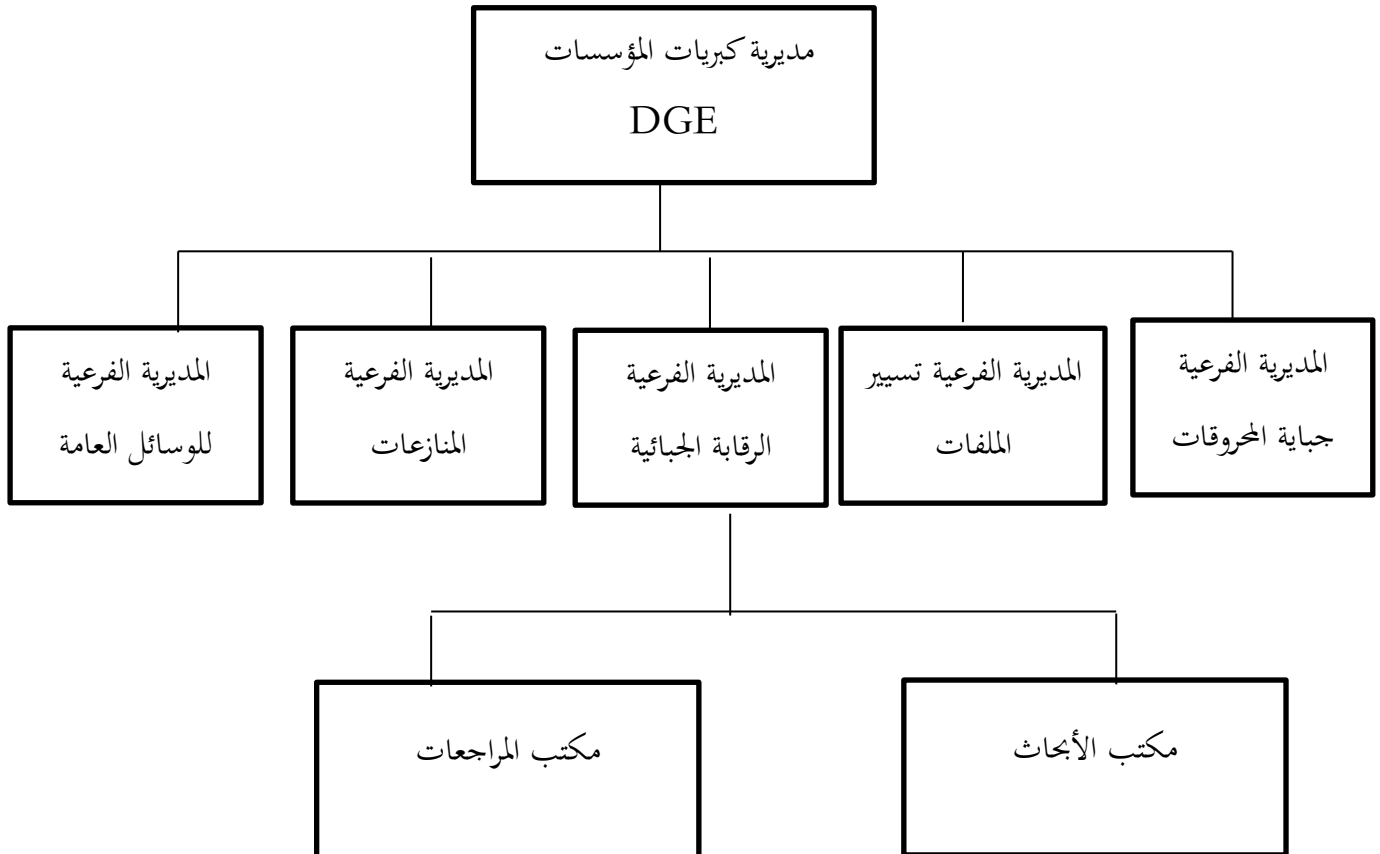 مديرية كبريات المؤسسات
DGE
المديرية الفرعية
جباية المحروقات
المديرية الفرعية تسيير
الملفات
المديرية الفرعية
الرقابة الجبائية
المديرية الفرعية
المنازعات
المديرية الفرعية
للوسائل العامة
مكتب الأبحاث
مكتب المراجعات